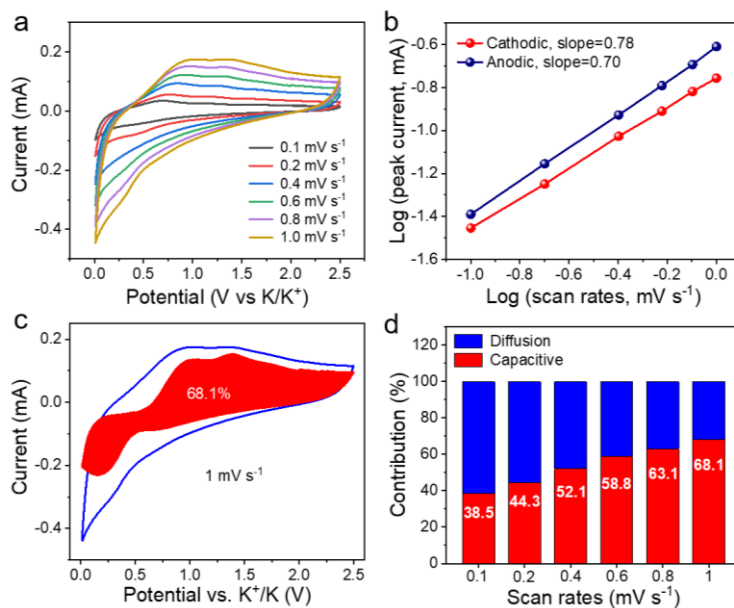 a
0.2
0.0
-0.2
-0.4
Current (mA)
0.1 mV s⁻¹
0.2 mV s⁻¹
0.4 mV s⁻¹
0.6 mV s⁻¹
0.8 mV s⁻¹
1.0 mV s⁻¹
0.0 0.5 1.0 1.5 2.0 2.5
Potential (V vs K/K⁺)
b
-0.6
-0.8
-1.0
-1.2
-1.4
-1.6
Log (peak current, mA)
Cathodic, slope=0.78
Anodic, slope=0.70
-1.0 -0.8 -0.6 -0.4 -0.2 0.0
Log (scan rates, mV s⁻¹)
c
0.2
0.0
-0.2
-0.4
Current (mA)
68.1%
1 mV s⁻¹
0.0 0.5 1.0 1.5 2.0 2.5
Potential vs. K⁺/K (V)
d
120
100
80
60
40
20
0
Contribution (%)
Diffusion
Capacitive
38.5 44.3 52.1 58.8 63.1 68.1
0.1 0.2 0.4 0.6 0.8 1
Scan rates (mV s⁻¹)